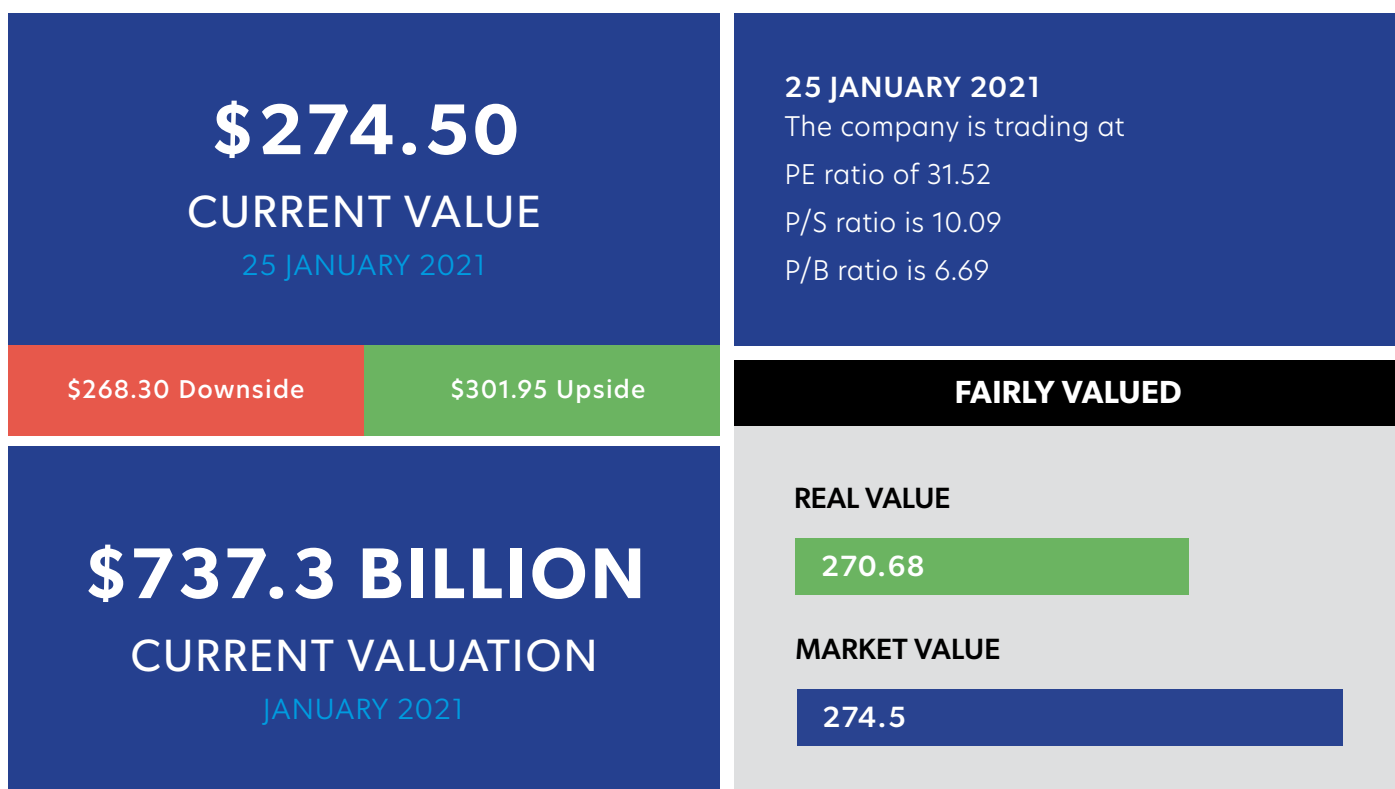 $274.50
CURRENT VALUE
25 JANUARY 2021
$268.30 Downside
$301.95 Upside
$737.3 BILLION
CURRENT VALUATION
JANUARY 2021
25 JANUARY 2021
The company is trading at
PE ratio of 31.52
P/S ratio is 10.09
P/B ratio is 6.69
FAIRLY VALUED
REAL VALUE
270.68
MARKET VALUE
274.5